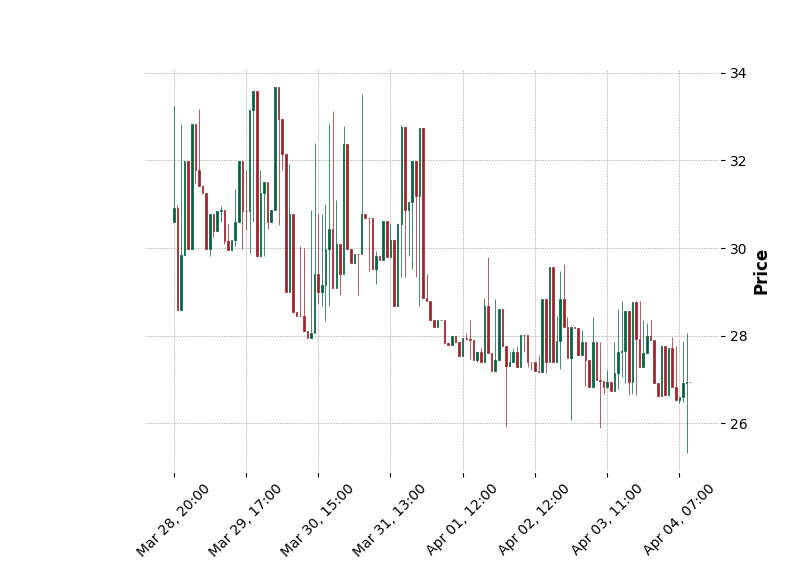 34
32
30
28
26
Price
Mar 28, 20:00
Mar 29, 17:00
Mar 30, 15:00
Mar 31, 13:00
Apr 01, 12:00
Apr 02, 12:00
Apr 03, 11:00
Apr 04, 07:00